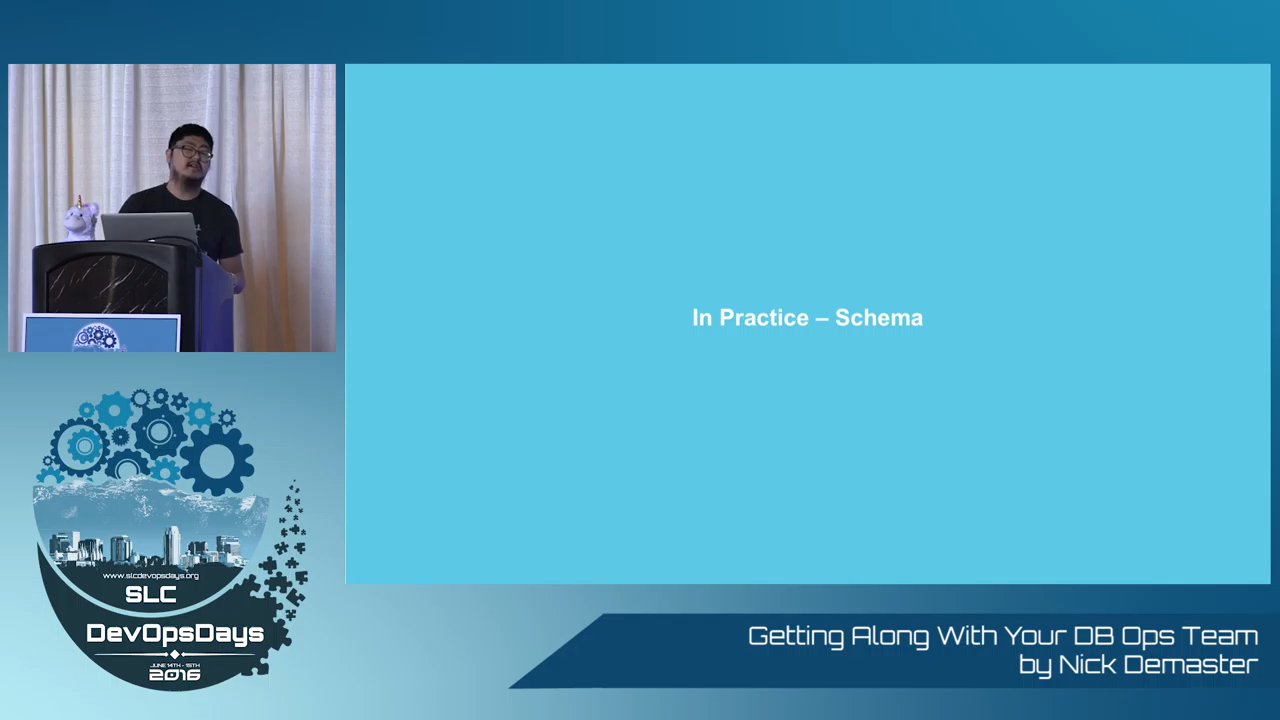 In Practice – Schema
www.slcdevopsdays.org
SLC
DevOpsDays
JUNE 14TH - 15TH
2016
Getting Along With Your DB Ops Team
by Nick Demaster